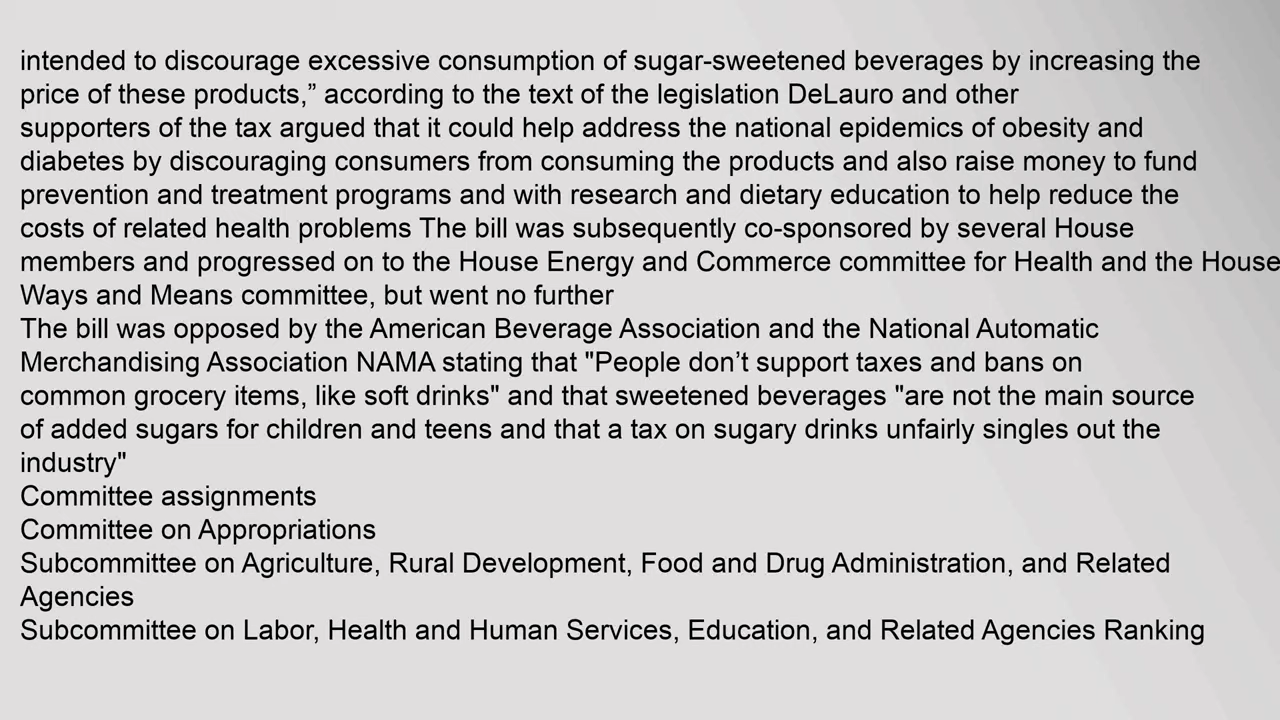 intended to discourage excessive consumption of sugar-sweetened beverages by increasing the
price of these products,” according to the text of the legislation DeLauro and other
supporters of the tax argued that it could help address the national epidemics of obesity and
diabetes by discouraging consumers from consuming the products and also raise money to fund
prevention and treatment programs and with research and dietary education to help reduce the
costs of related health problems The bill was subsequently co-sponsored by several House
members and progressed on to the House Energy and Commerce committee for Health and the House
Ways and Means committee, but went no further
The bill was opposed by the American Beverage Association and the National Automatic
Merchandising Association NAMA stating that "People don’t support taxes and bans on
common grocery items, like soft drinks" and that sweetened beverages "are not the main source
of added sugars for children and teens and that a tax on sugary drinks unfairly singles out the
industry"
Committee assignments
Committee on Appropriations
Subcommittee on Agriculture, Rural Development, Food and Drug Administration, and Related
Agencies
Subcommittee on Labor, Health and Human Services, Education, and Related Agencies Ranking